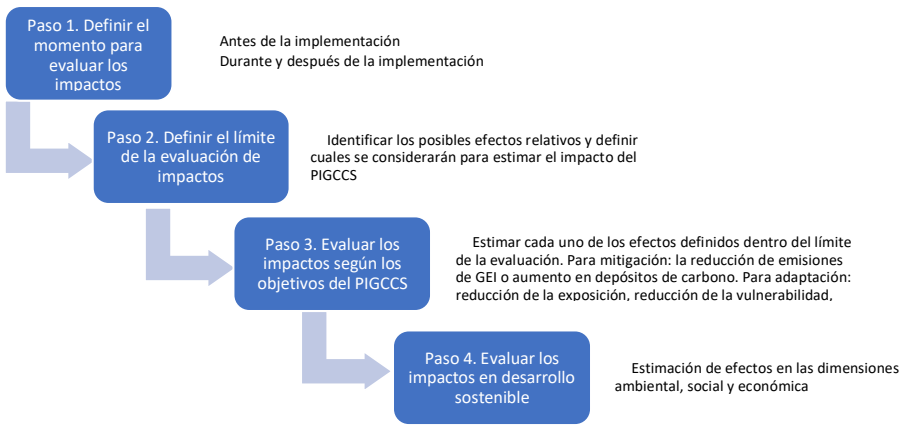 Paso 1. Definir el
momento para
evaluar los
impactos
Antes de la implementación
Durante y después de la implementación
Paso 2. Definir el límite
de la evaluación de
impactos
Identificar los posibles efectos relativos y definir
cuales se considerarán para estimar el impacto del
PIGCCS
Paso 3. Evaluar los
impactos según los
objetivos del PIGCCS
Estimar cada uno de los efectos definidos dentro del límite
de la evaluación. Para mitigación: la reducción de emisiones
de GEI o aumento en depósitos de carbono. Para adaptación:
reducción de la exposición, reducción de la vulnerabilidad,
Paso 4. Evaluar los
impactos en desarrollo
sostenible
Estimación de efectos en las dimensiones
ambiental, social y económica